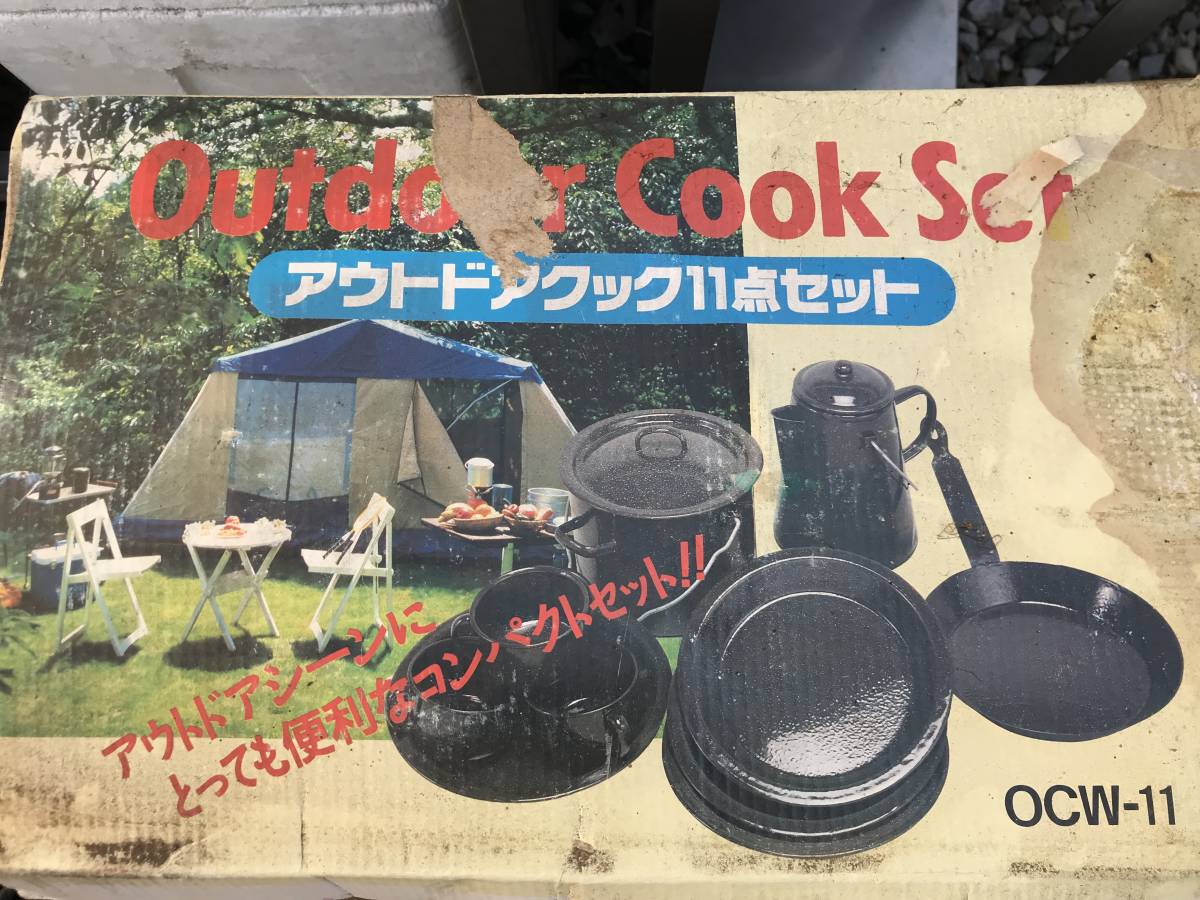 Outdoor Cook Set
アウトドアクック11点セット
アウトドアシーンに
とっても便利なコンパクトセット!!
OCW-11